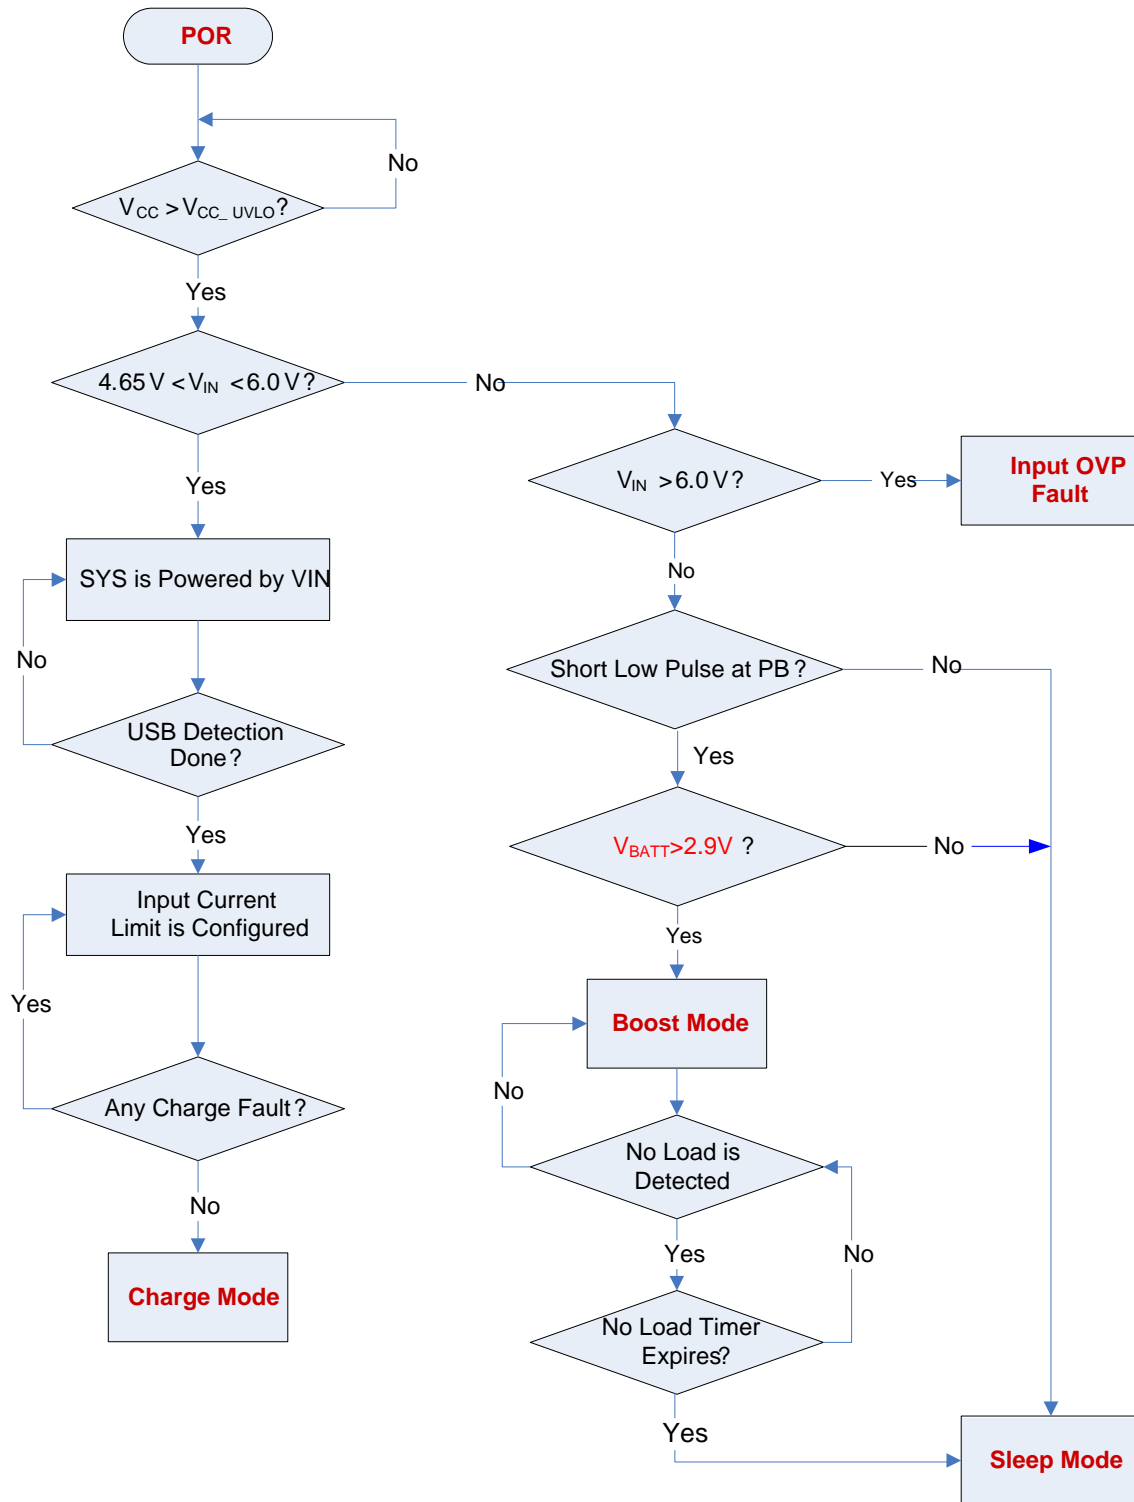 POR
No
VCC > VCC_ UVLO?
Yes
4.65 V < VIN < 6.0 V?
No
VIN > 6.0 V?
Yes
Input OVP
Fault
Yes
No
SYS is Powered by VIN
Short Low Pulse at PB?
No
No
USB Detection
Done?
Yes
Yes
VBATT>2.9V ?
No
Input Current
Limit is Configured
Yes
Yes
Boost Mode
No
Any Charge Fault?
No Load is
Detected
No
Yes
No
Charge Mode
No Load Timer
Expires?
Yes
Sleep Mode